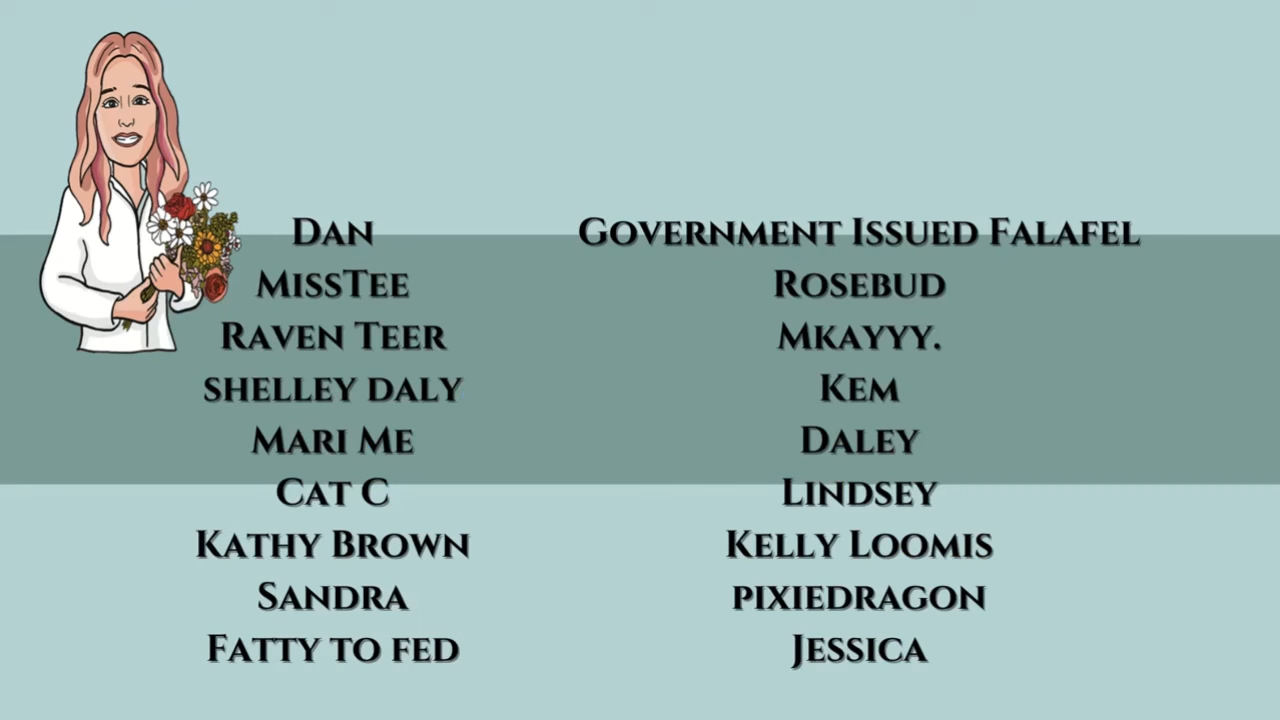 Dan
MissTee
Raven Teer
shelley daly
Mari Me
Cat C
Kathy Brown
Sandra
Fatty to fed
Government Issued Falafel
Rosebud
Mkayyy.
Kem
Daley
Lindsey
Kelly Loomis
pixiedragon
Jessica